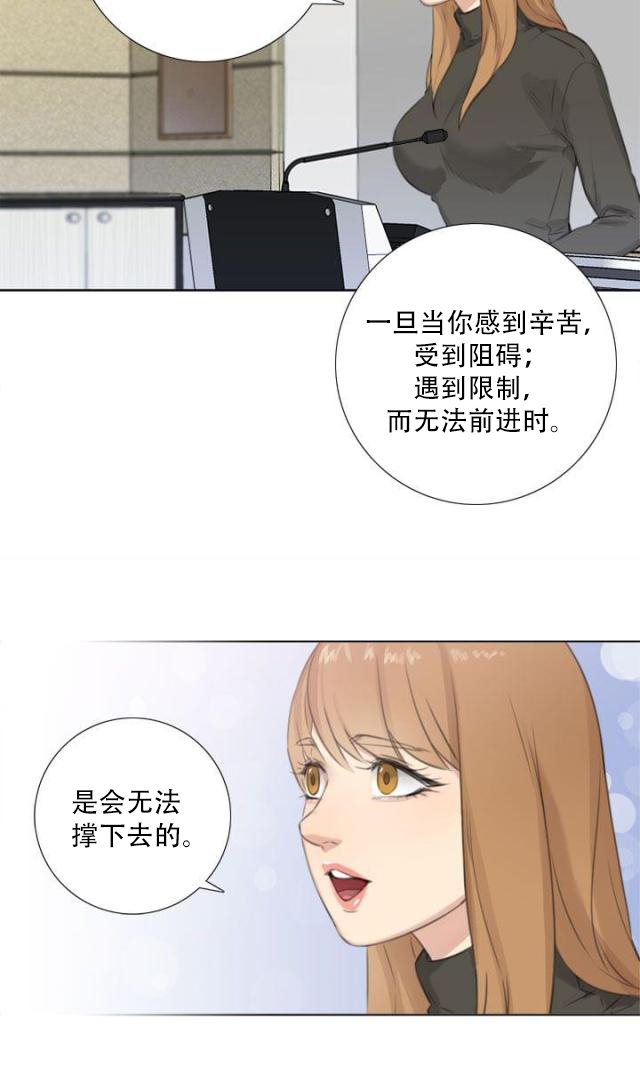 一旦当你感到辛苦，
受到阻碍；
遇到限制，
而无法前进时。
是会无法
撑下去的。